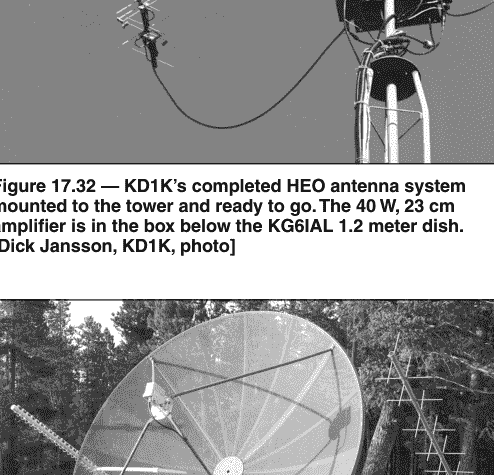 igure 17.32 — KD1K's completed HEO antenna system
mounted to the tower and ready to go. The 40 W, 23 cm
amplifier is in the box below the KG6IAL 1.2 meter dish.
Dick Jansson, KD1K, photo]